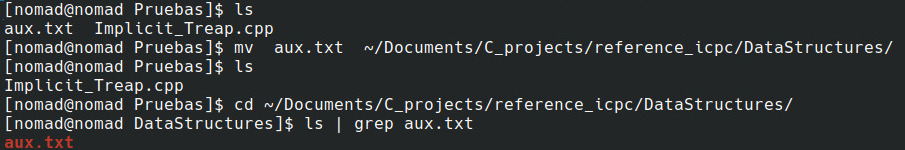 [nomad@nomad Pruebas]$ ls
aux.txt  Implicit_Treap.cpp
[nomad@nomad Pruebas]$ mv  aux.txt  ~/Documents/C_projects/reference_icpc/DataStructures/
[nomad@nomad Pruebas]$ ls
Implicit_Treap.cpp
[nomad@nomad Pruebas]$ cd ~/Documents/C_projects/reference_icpc/DataStructures/
[nomad@nomad DataStructures]$ ls | grep aux.txt
aux.txt